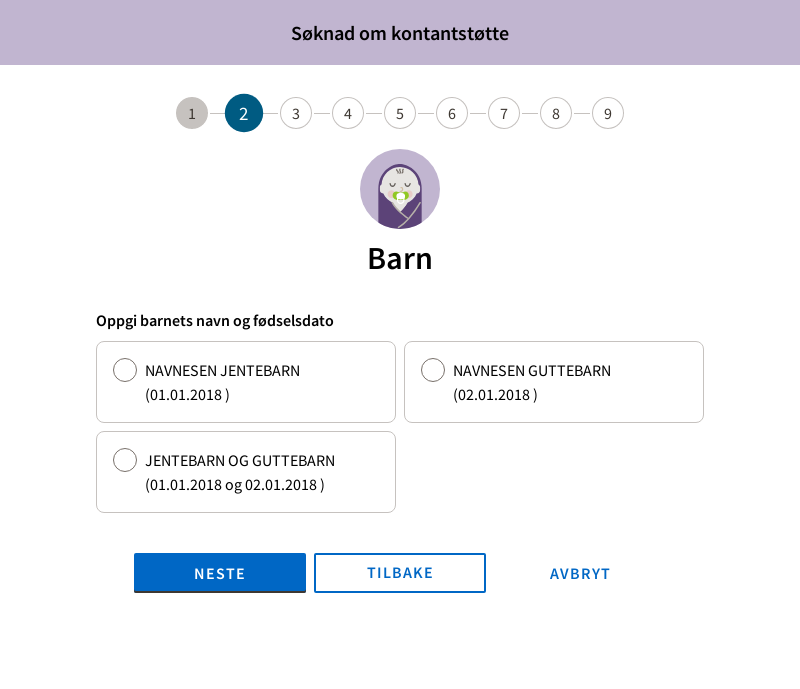 Søknad om kontantstøtte
1 2 3 4 5 6 7 8 9
Barn
Oppgi barnets navn og fødselsdato
NAVNESEN JENTEBARN
(01.01.2018 )
NAVNESEN GUTTEBARN
(02.01.2018 )
JENTEBARN OG GUTTEBARN
(01.01.2018 og 02.01.2018 )
NESTE TILBAKE AVBRYT